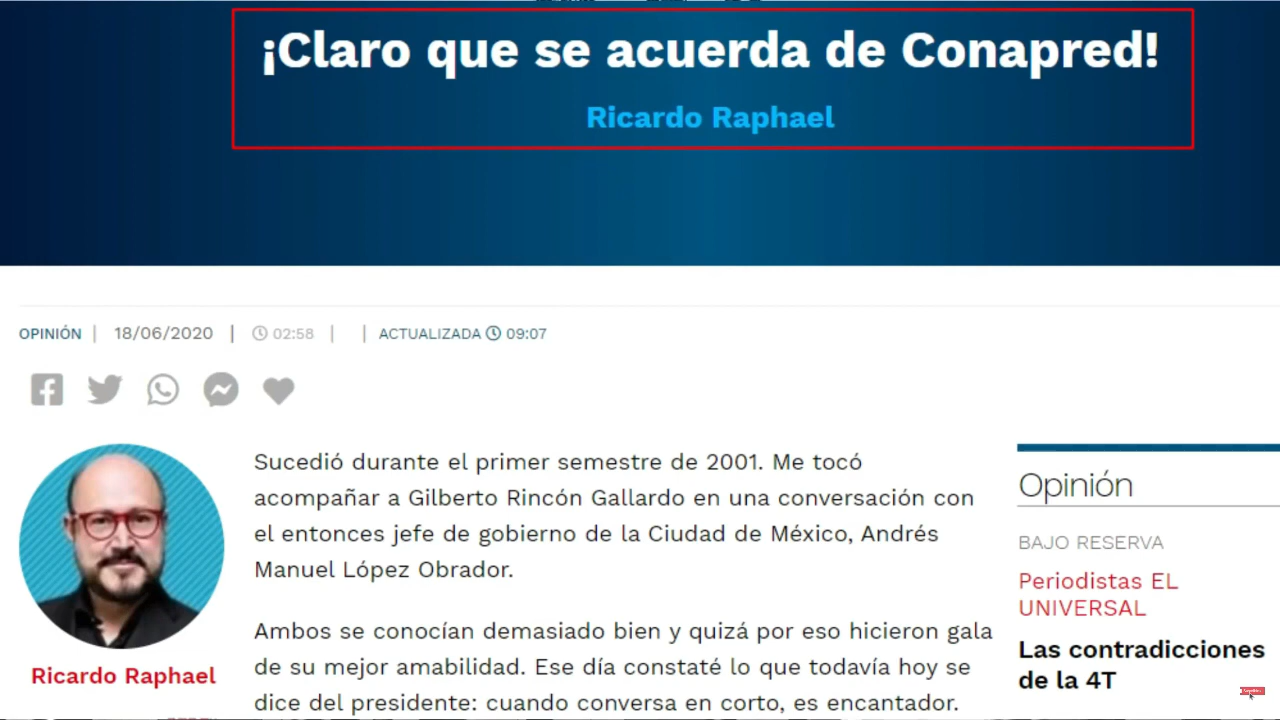 ¡Claro que se acuerda de Conapred!
Ricardo Raphael
OPINIÓN | 18/06/2020 | 02:58 | | ACTUALIZADA 09:07
Sucedió durante el primer semestre de 2001. Me tocó
acompañar a Gilberto Rincón Gallardo en una conversación con
el entonces jefe de gobierno de la Ciudad de México, Andrés
Manuel López Obrador.
Ambos se conocían demasiado bien y quizá por eso hicieron gala
de su mejor amabilidad. Ese día constaté lo que todavía hoy se
dice del presidente: cuando conversa en corto, es encantador.
Ricardo Raphael
Opinión
BAJO RESERVA
Periodistas EL
UNIVERSAL
Las contradicciones
de la 4T